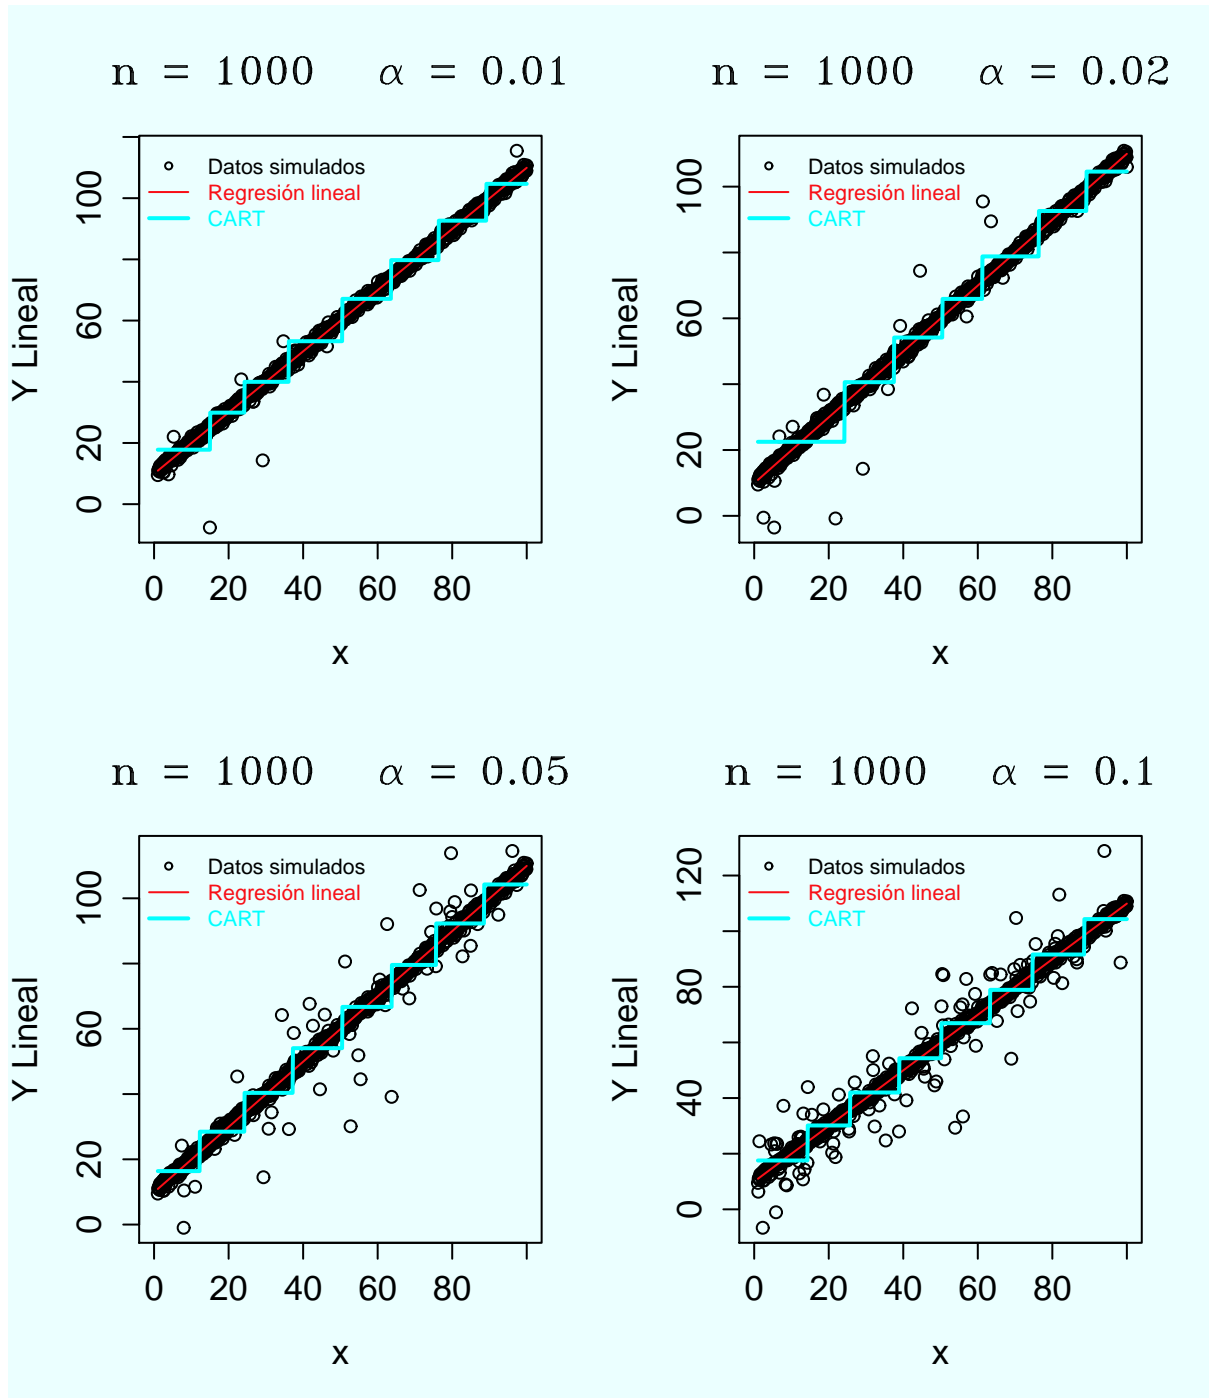 n = 1000 α = 0.01
Datos simulados
Regresión lineal
CART
Y Lineal
0 20 60 100
0 20 40 60 80
x
n = 1000 α = 0.02
Datos simulados
Regresión lineal
CART
Y Lineal
0 20 60 100
0 20 40 60 80
x
n = 1000 α = 0.05
Datos simulados
Regresión lineal
CART
Y Lineal
0 20 60 100
0 20 40 60 80
x
n = 1000 α = 0.1
Datos simulados
Regresión lineal
CART
Y Lineal
0 40 80 120
0 20 40 60 80
x